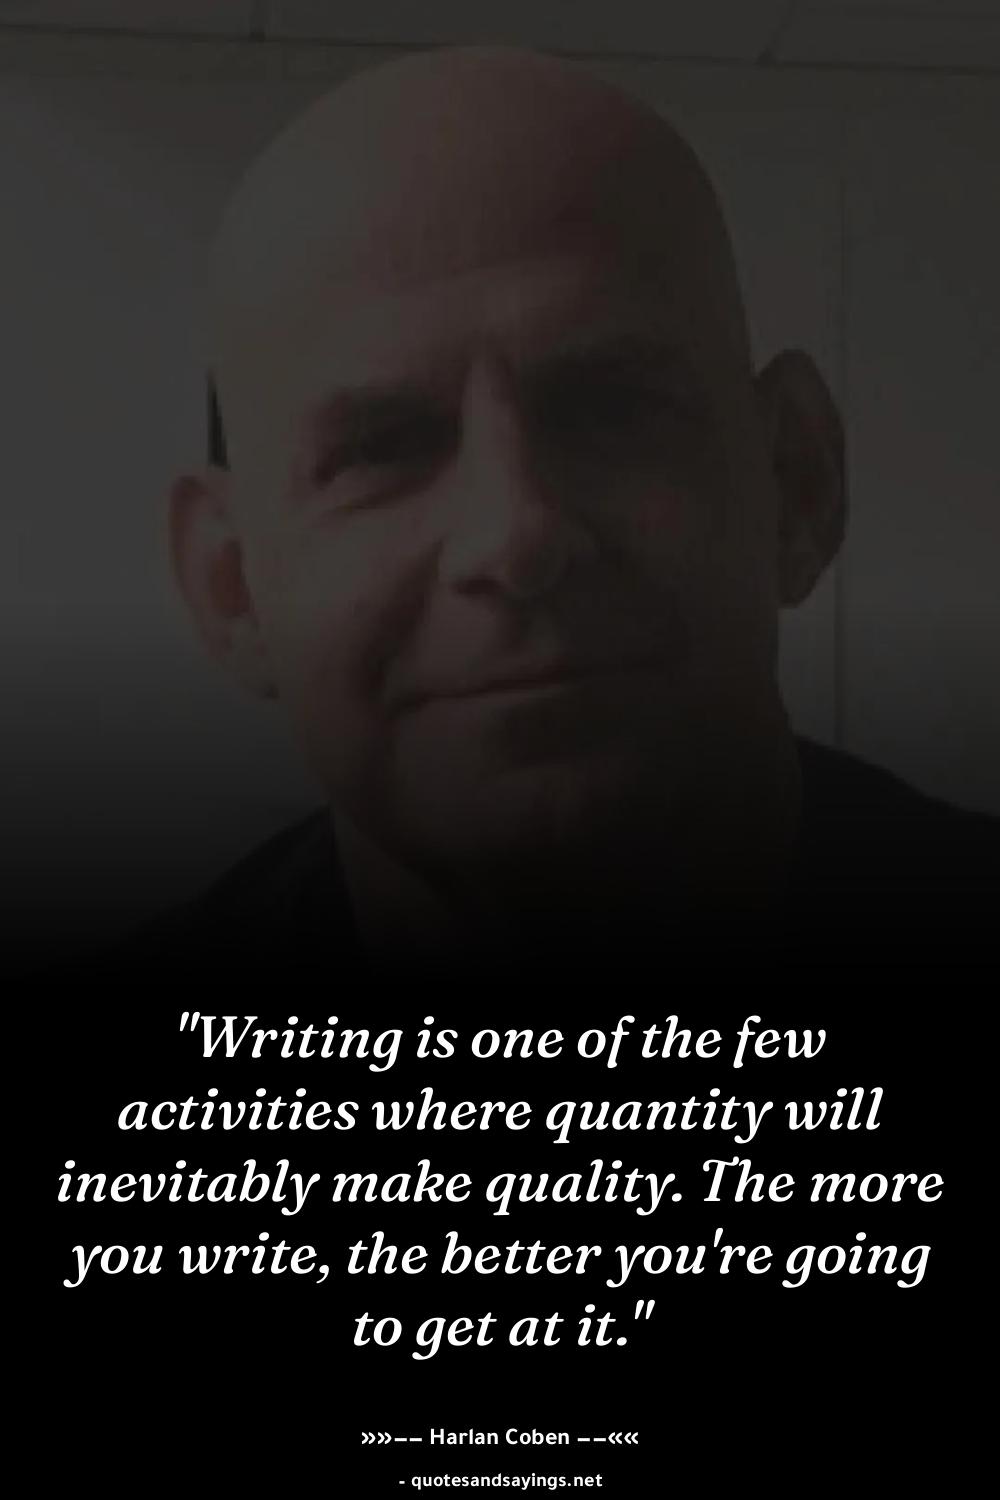 "Writing is one of the few
activities where quantity will
inevitably make quality. The more
you write, the better you're going
to get at it."
»»–– Harlan Coben ––««
- quotesandsayings.net